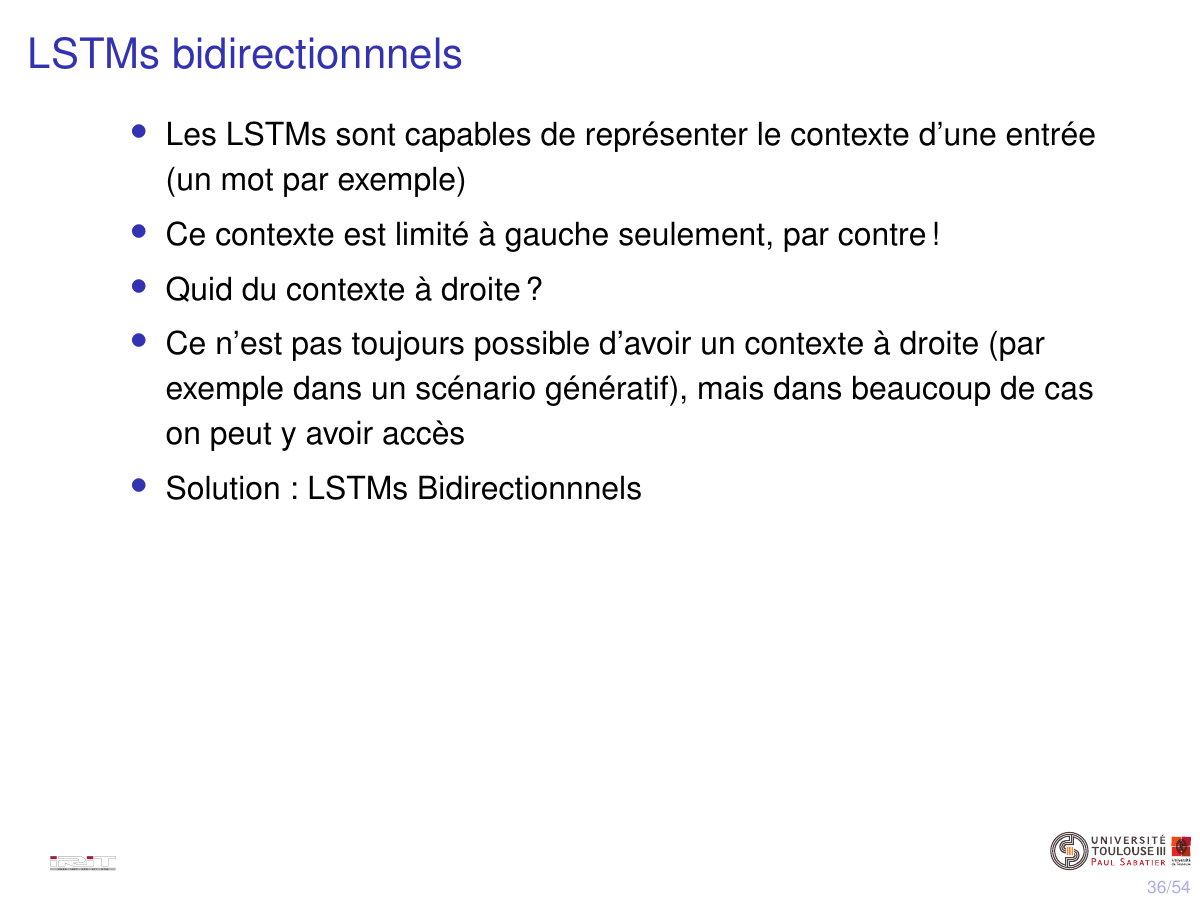 LSTMs bidirectionnnels
• Les LSTMs sont capables de représenter le contexte d'une entrée
(un mot par exemple)
• Ce contexte est limité à gauche seulement, par contre !
• Quid du contexte à droite ?
• Ce n'est pas toujours possible d'avoir un contexte à droite (par
exemple dans un scénario génératif), mais dans beaucoup de cas
on peut y avoir accès
• Solution : LSTMs Bidirectionnnels
IRIT
UNIVERSITÉ
TOULOUSE III
PAUL SABATIER
36/54